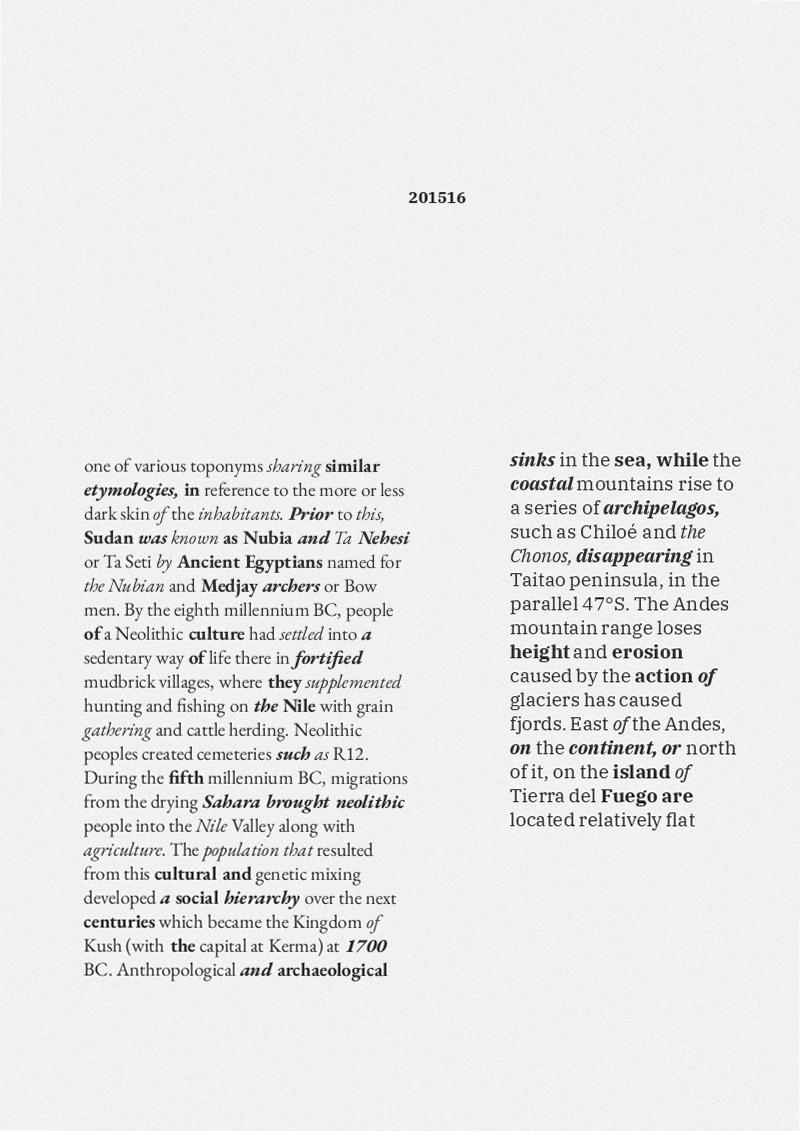 201516
one of various toponyms sharing similar
etymologies, in reference to the more or less
dark skin of the inhabitants. Prior to this,
Sudan was known as Nubia and Ta Nehesi
or Ta Seti by Ancient Egyptians named for
the Nubian and Medjay archers or Bow
men. By the eighth millennium BC, people
of a Neolithic culture had settled into a
sedentary way of life there in fortified
mudbrick villages, where they supplemented
hunting and fishing on the Nile with grain
gathering and cattle herding. Neolithic
peoples created cemeteries such as R12.
During the fifth millennium BC, migrations
from the drying Sahara brought neolithic
people into the Nile Valley along with
agriculture. The population that resulted
from this cultural and genetic mixing
developed a social hierarchy over the next
centuries which became the Kingdom of
Kush (with the capital at Kerma) at 1700
BC. Anthropological and archaeological
sinks in the sea, while the
coastal mountains rise to
a series of archipelagos,
such as Chiloé and the
Chonos, disappearing in
Taitao peninsula, in the
parallel 47°S. The Andes
mountain range loses
height and erosion
caused by the action of
glaciers has caused
fjords. East of the Andes,
on the continent, or north
of it, on the island of
Tierra del Fuego are
located relatively flat